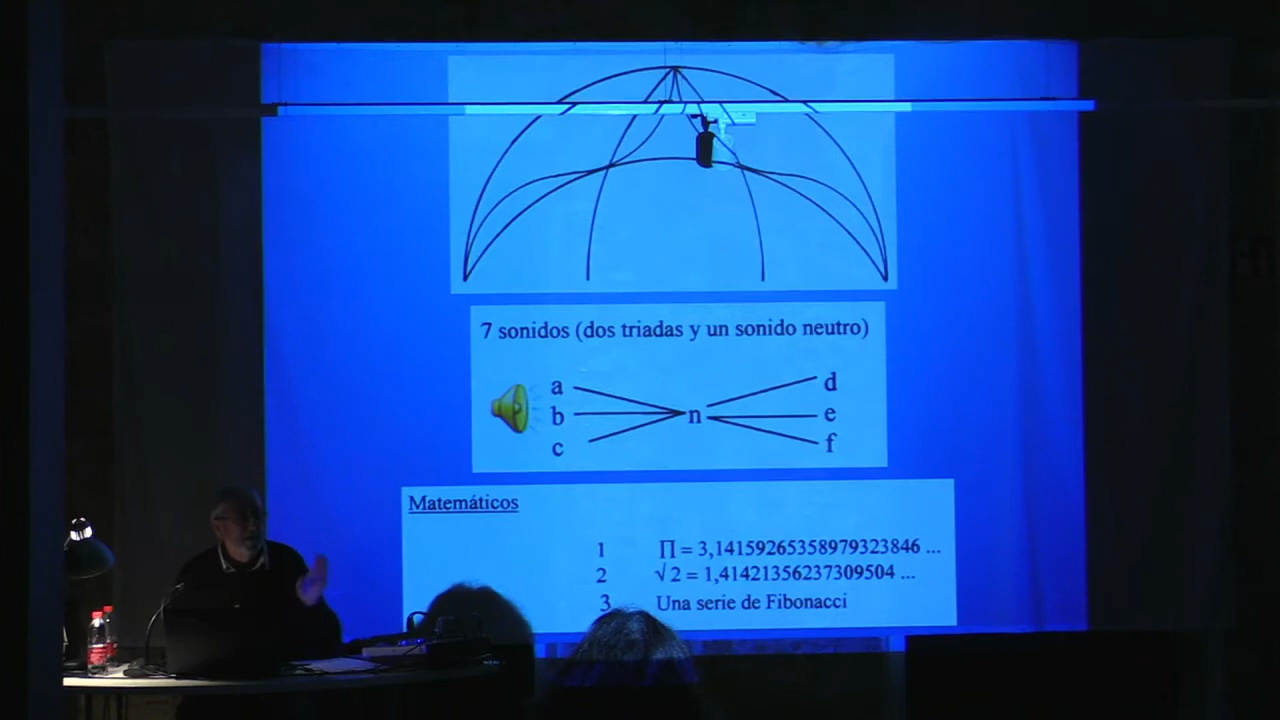 7 sonidos (dos triadas y un sonido neutro)
a
b
c
n
d
e
f
Matemáticos
1 ∏ = 3,14159265358979323846 ...
2 √2 = 1,41421356237309504 ...
3 Una serie de Fibonacci